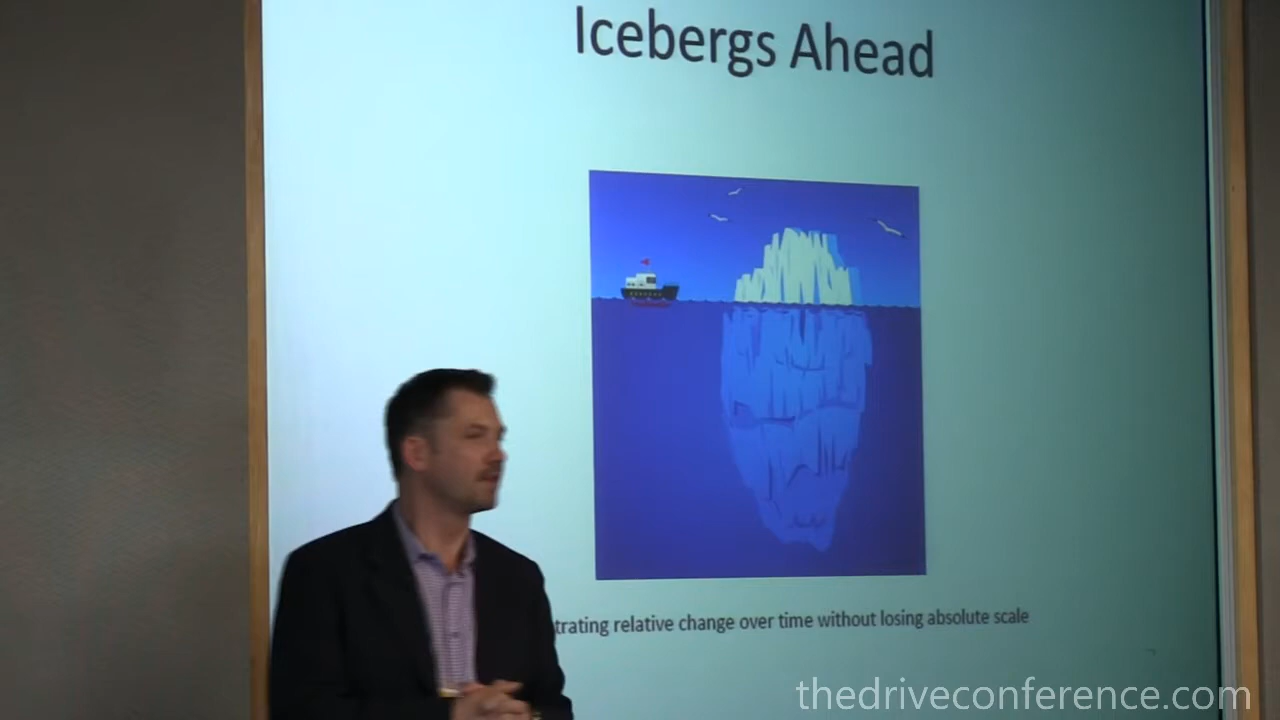 Icebergs Ahead
trating relative change over time without losing absolute scale
thedriveconference.com